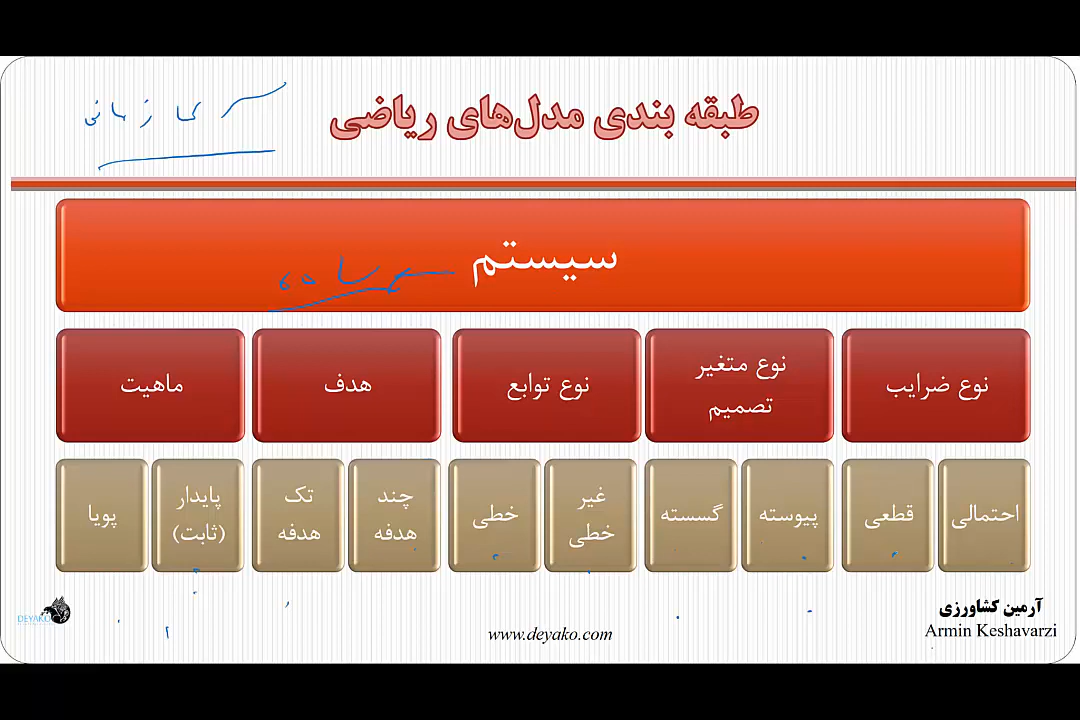 طبقه بندی مدل‌های ریاضی
سیستم
نوع ضرایب
نوع متغیر
تصمیم
نوع توابع
هدف
ماهیت
احتمالی
قطعی
پیوسته
گسسته
غیر
خطی
خطی
چند
هدفه
تک
هدفه
پایدار
(ثابت)
پویا
آرمین کشاورزی
Armin Keshavarzi
www.deyako.com
DEYAKO